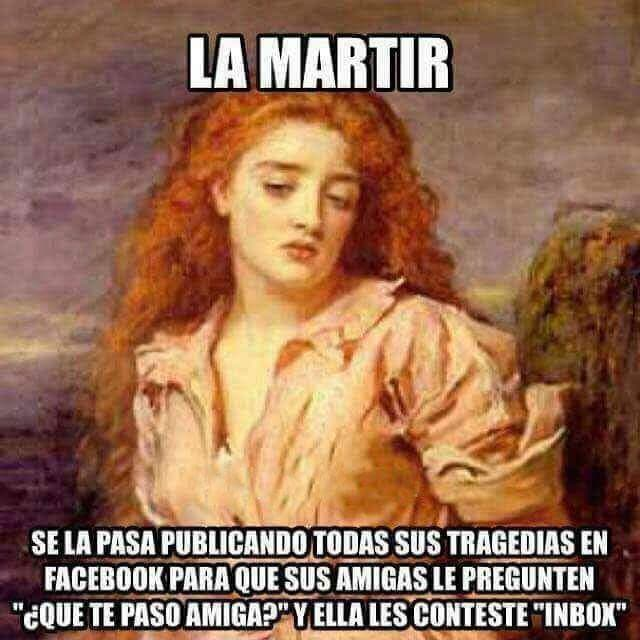 LA MARTIR
SE LA PASA PUBLICANDO TODAS SUS TRAGEDIAS EN
FACEBOOK PARA QUE SUS AMIGAS LE PREGUNTEN
"¿QUE TE PASO AMIGA?" Y ELLA LES CONTESTE "INBOX"